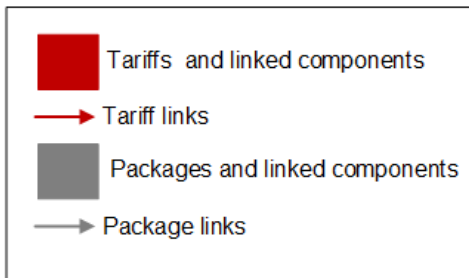 Tariffs and linked components
Tariff links
Packages and linked components
Package links